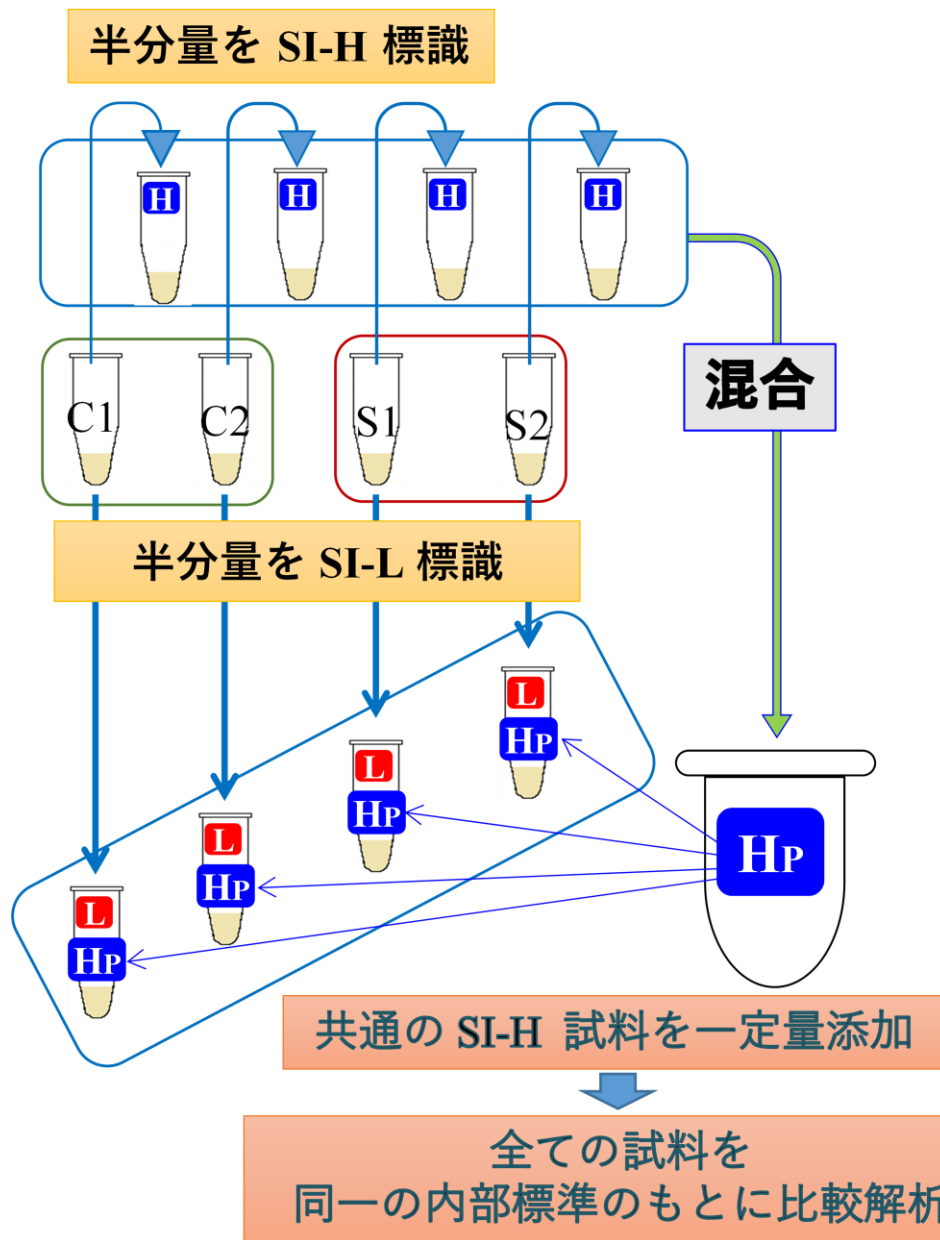 半分量を SI-H 標識
H
H
H
H
C1
C2
S1
S2
混合
半分量を SI-L 標識
L
HP
L
HP
L
HP
L
HP
HP
共通の SI-H 試料を一定量添加
全ての試料を
同一の内部標準のもとに比較解析